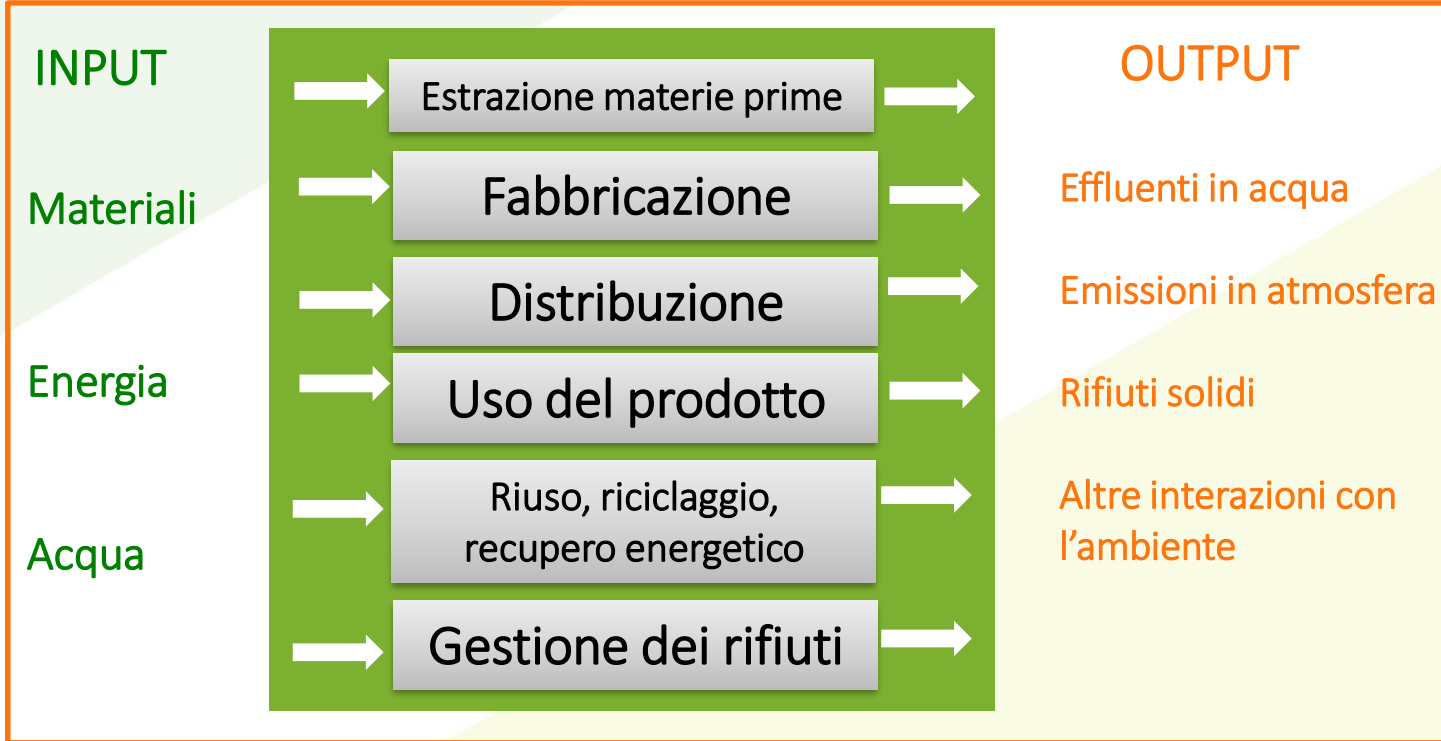 INPUT
Materiali
Energia
Acqua
Estrazione materie prime
Fabbricazione
Distribuzione
Uso del prodotto
Riuso, riciclaggio,
recupero energetico
Gestione dei rifiuti
OUTPUT
Effluenti in acqua
Emissioni in atmosfera
Rifiuti solidi
Altre interazioni con
l’ambiente